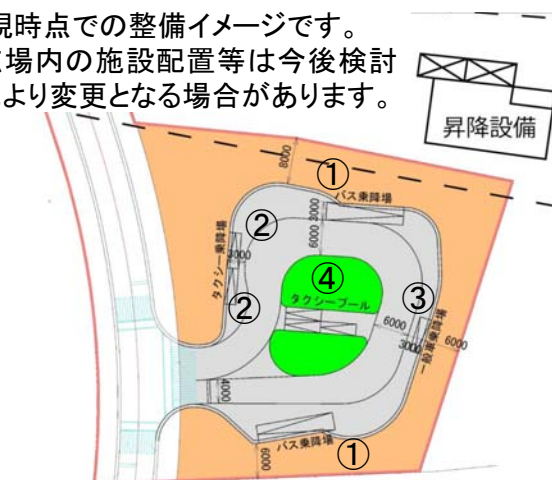 現時点での整備イメージです。
場内の施設配置等は今後検討
より変更となる場合があります。
昇降設備
8000
①
バス乗降場
3000
6000
②
タクシー乗降場
3000
②
④
タクシープール
③
6000
3000
一般車乗降場
6000
4000
バス乗降場
①
6000